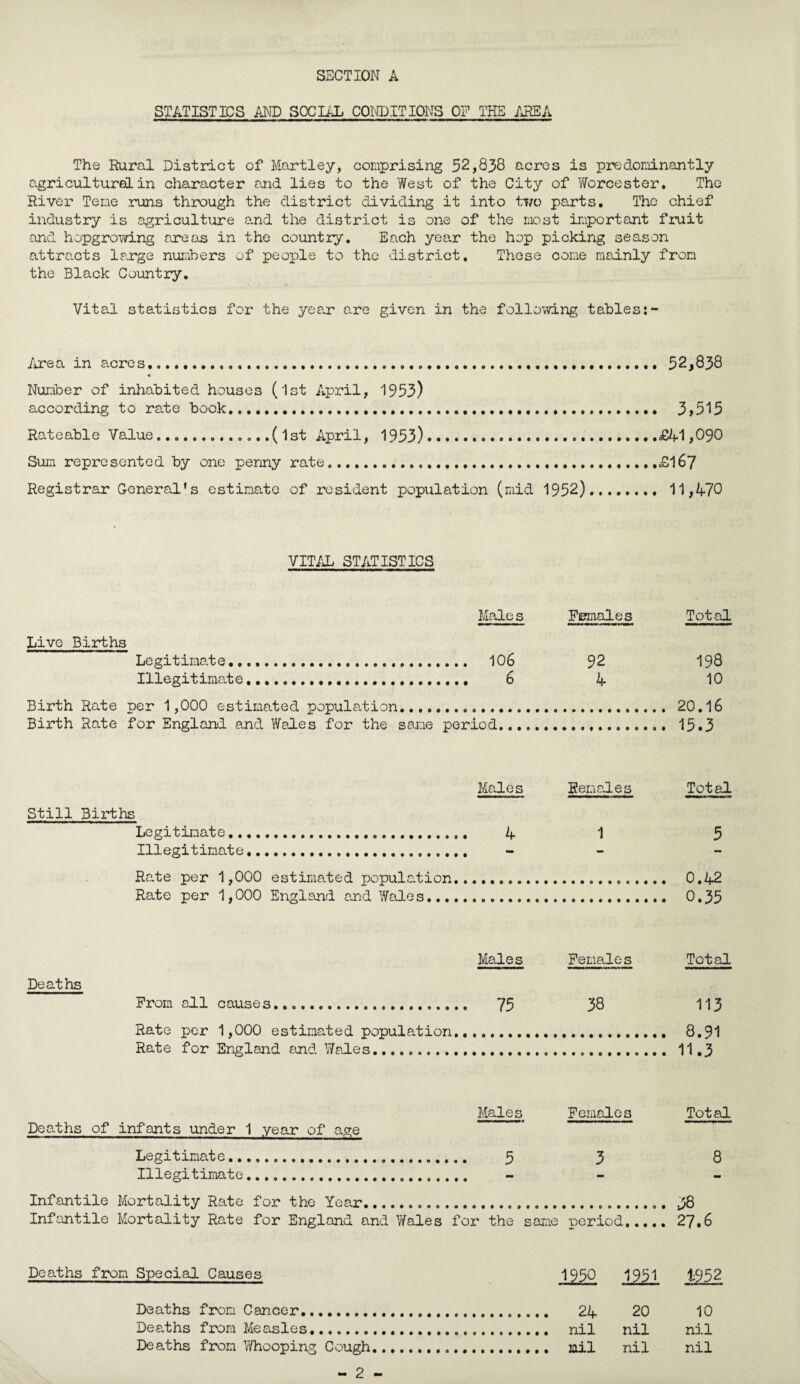 SECTION A
STATISTICS AND SOCIAL CONDITIONS OF THE AREA
The Rural District of Martley, comprising 52,838 acres is predominantly
agricultural in character and lies to the West of the City of Worcester. The
River Teme runs through the district dividing it into two parts. The chief
industry is agriculture and the district is one of the most important fruit
and hopgrowing areas in the country. Each year the hop picking season
attracts large numbers of people to the district. These come mainly from
the Black Country.
Vital statistics for the year are given in the following tables:-
Area in acres.......... 52,838
Number of inhabited houses (1st April, 1953)
according to rate book.......... 3,515
Rateable Value.............(1st April, 1953)..........£41,090
Sum represented by one penny rate..........£167
Registrar General's estimate of resident population (mid 1952)........ 11,470
VITAL STATISTICS
Males Females Total
Live Births
Legitimate.......... 106 92 198
Illegitimate.......... 6 4 10
Birth Rate per 1,000 estimated population.......... 20.16
Birth Rate for England and Wales for the same period.......... 15.3
Males Remales Total
Still Births
Legitimate.......... 4 1 5
Illegitimate.......... - - -
Rate per 1,000 estimated population.......... 0.42
Rate per 1,000 England and Wales.......... 0.35
Males Females Total
Deaths
From all causes.......... 75 38 113
Rate per 1,000 estimated population.......... 8.91
Rate for England and Wales.......... 11.3
Males Females Total
Deaths of infants under 1 year of age
Legitimate.......... 5 3 8
Illegitimate.......... - - -
Infantile Mortality Rate for the Year.......... 38
Infantile Mortality Rate for England and Wales for the same period..... 27.6
Deaths from Special Causes 1950 1951 1952
Deaths from Cancer.......... 24 20 10
Deaths from Measles.......... nil nil nil
Deaths from Whooping Cough.......... nil nil nil
- 2 -